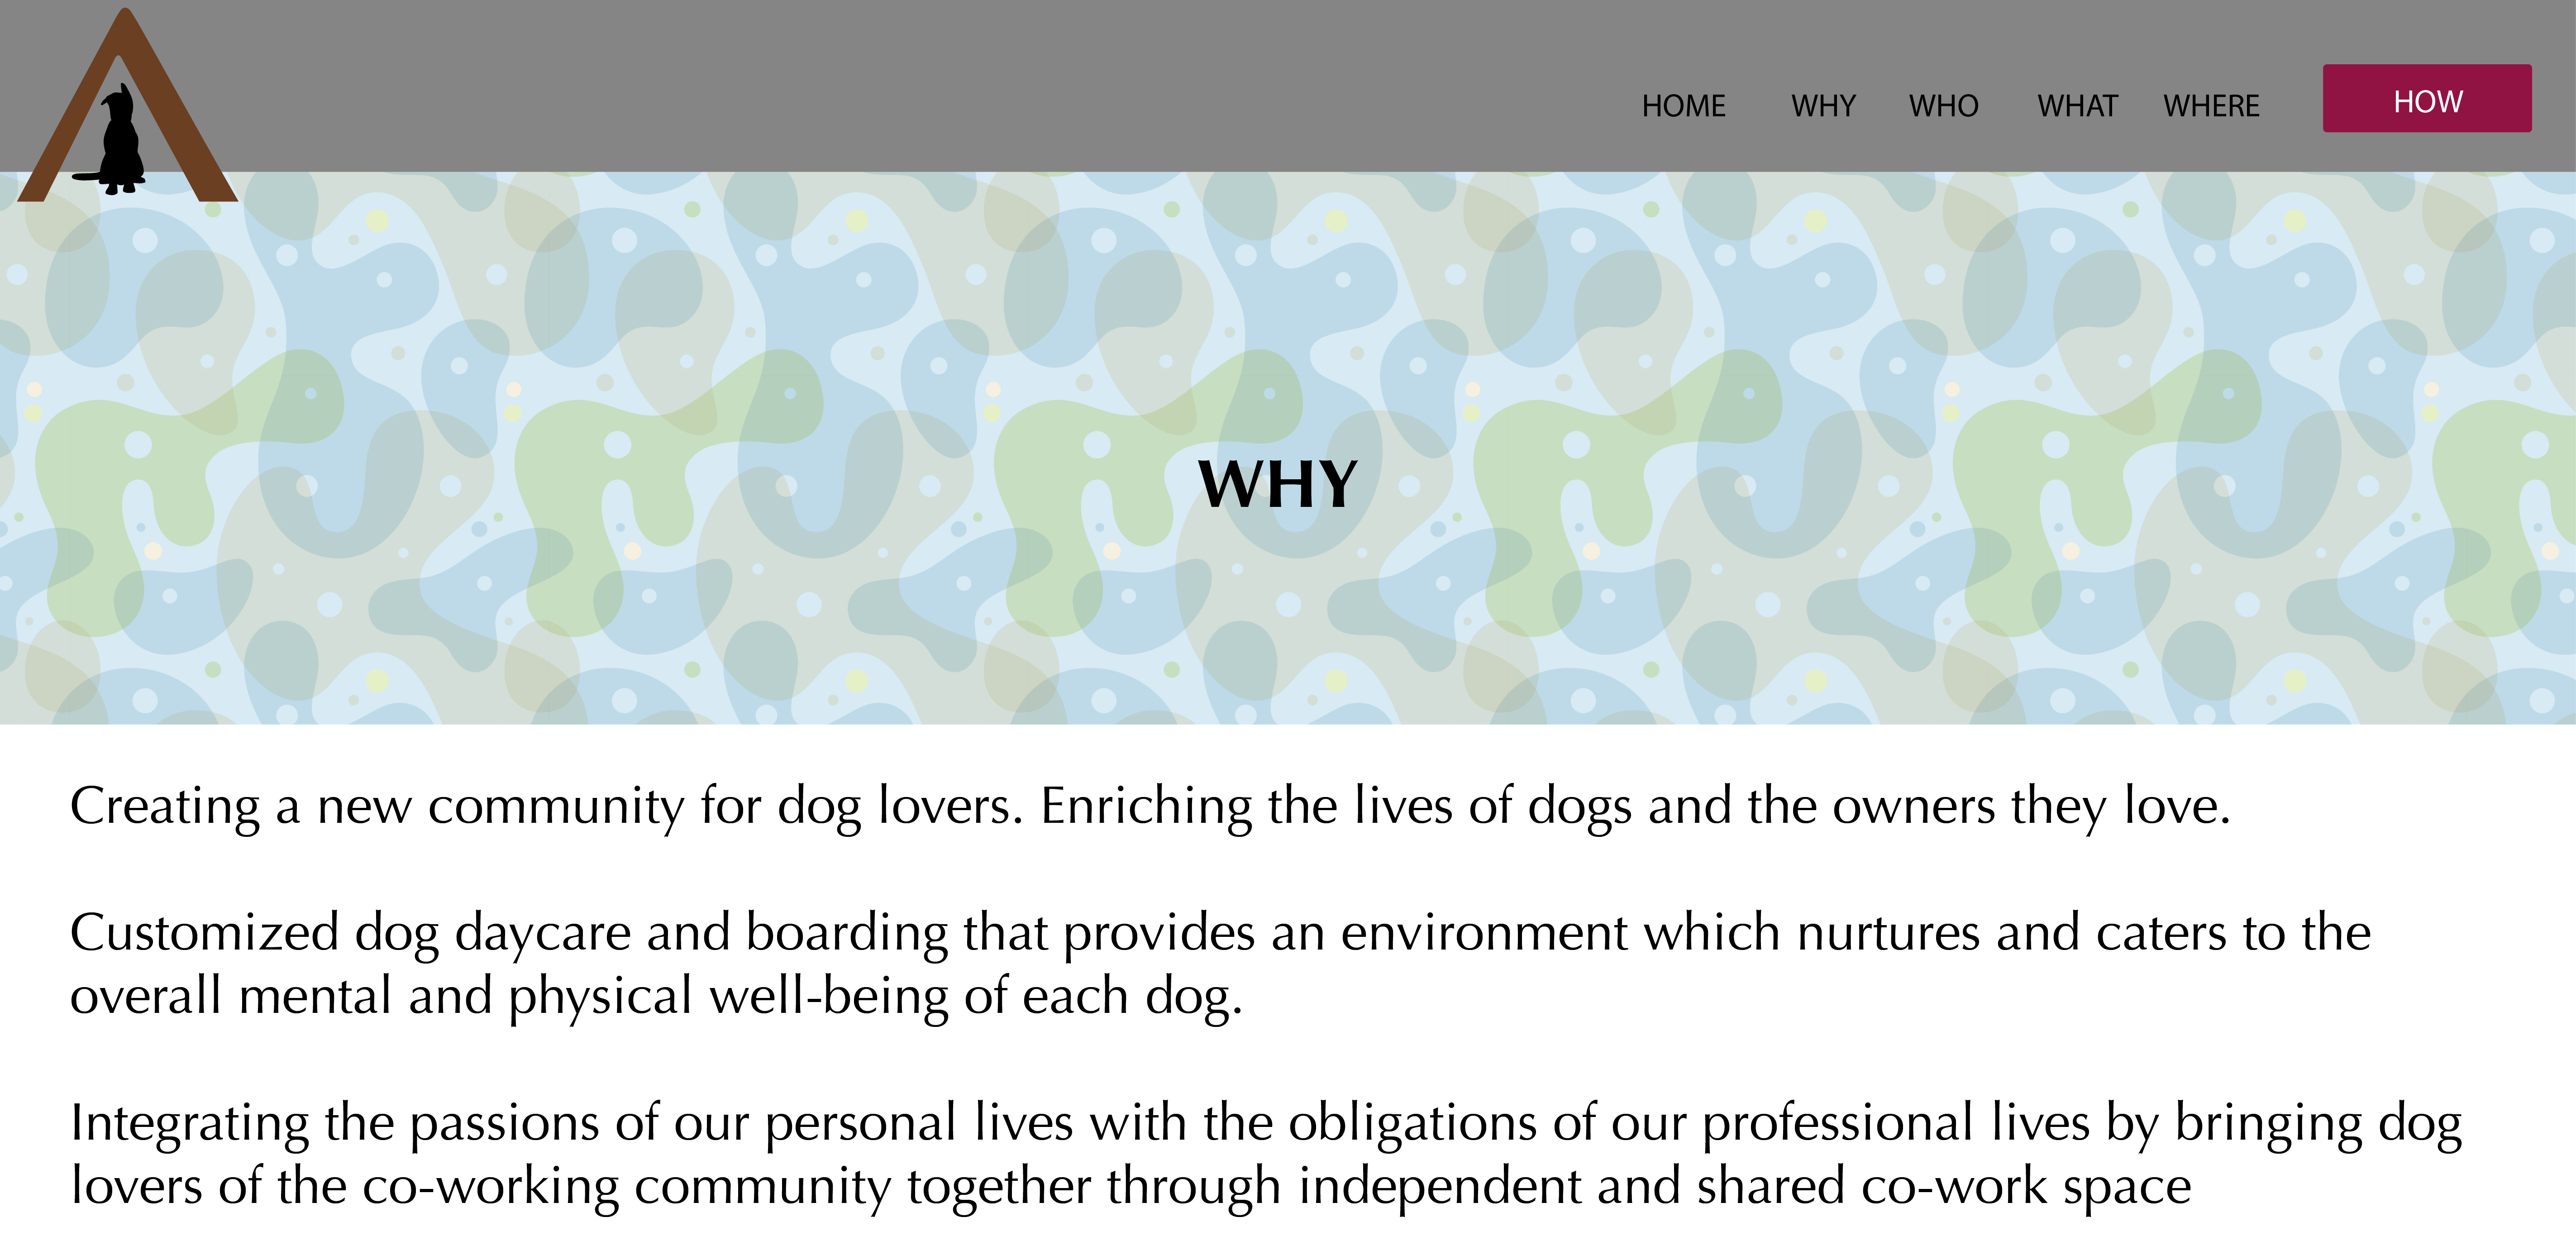 HOME WHY WHO WHAT WHERE HOW
WHY
Creating a new community for dog lovers. Enriching the lives of dogs and the owners they love.
Customized dog daycare and boarding that provides an environment which nurtures and caters to the
overall mental and physical well-being of each dog.
Integrating the passions of our personal lives with the obligations of our professional lives by bringing dog
lovers of the co-working community together through independent and shared co-work space